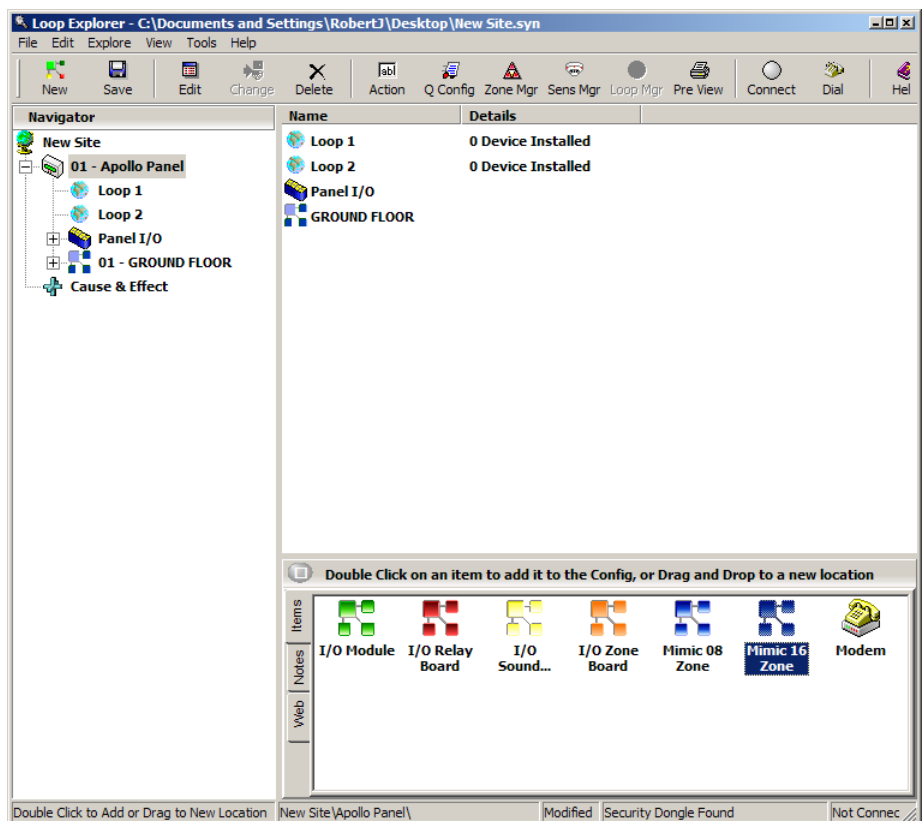 Loop Explorer - C:\Documents and Settings\RobertJ\Desktop\New Site.syn
File Edit Explore View Tools Help
abl
New Save Edit Change Delete Action Q Config Zone Mgr Sens Mgr Loop Mgr Pre View Connect Dial Hel
Navigator
New Site
01 - Apollo Panel
Loop 1
Loop 2
Panel I/O
01 - GROUND FLOOR
Cause & Effect
Name Details
Loop 1 0 Device Installed
Loop 2 0 Device Installed
Panel I/O
GROUND FLOOR
Double Click on an item to add it to the Config, or Drag and Drop to a new location
Items
Notes
Web
I/O Module I/O Relay I/O I/O Zone Mimic 08 Mimic 16 Modem
Board Sound... Board Zone Zone
Double Click to Add or Drag to New Location New Site\Apollo Panel\ Modified Security Dongle Found Not Connec